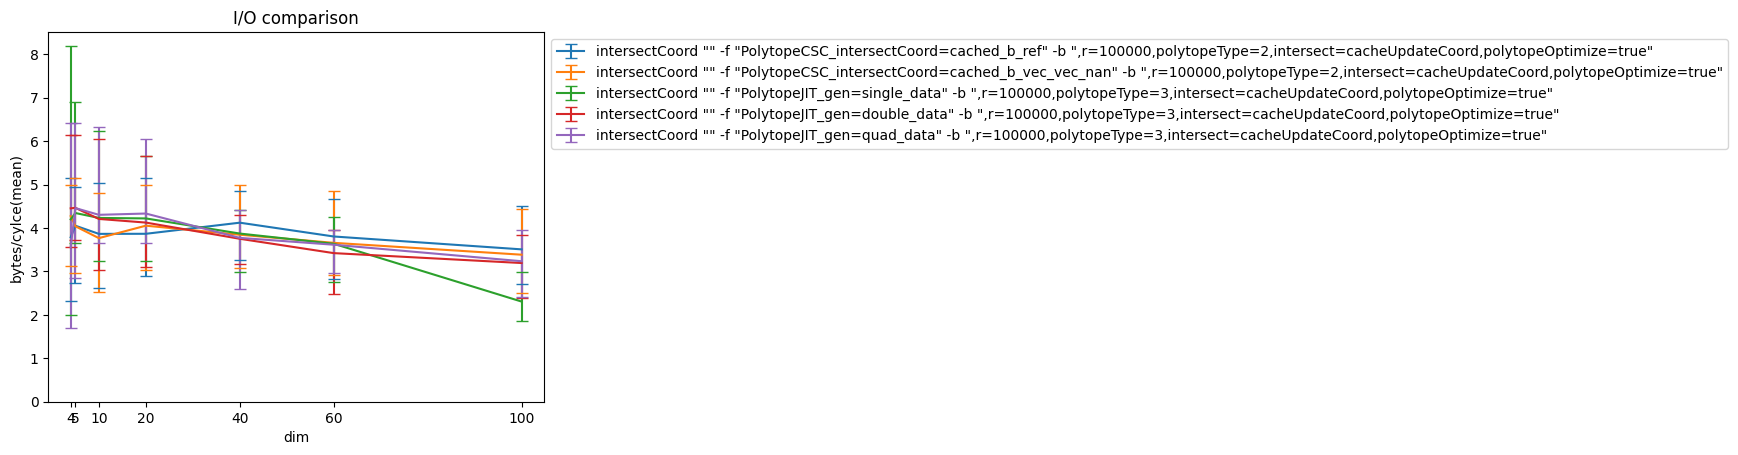 I/O comparison
8
7
6
5
4
3
2
1
0
bytes/cylce(mean)
4 5 10 20 40 60 100
dim
intersectCoord "" -f "PolytopeCSC_intersectCoord=cached_b_ref" -b ",r=100000,polytopeType=2,intersect=cacheUpdateCoord,polytopeOptimize=true"
intersectCoord "" -f "PolytopeCSC_intersectCoord=cached_b_vec_vec_nan" -b ",r=100000,polytopeType=2,intersect=cacheUpdateCoord,polytopeOptimize=true"
intersectCoord "" -f "PolytopeJIT_gen=single_data" -b ",r=100000,polytopeType=3,intersect=cacheUpdateCoord,polytopeOptimize=true"
intersectCoord "" -f "PolytopeJIT_gen=double_data" -b ",r=100000,polytopeType=3,intersect=cacheUpdateCoord,polytopeOptimize=true"
intersectCoord "" -f "PolytopeJIT_gen=quad_data" -b ",r=100000,polytopeType=3,intersect=cacheUpdateCoord,polytopeOptimize=true"